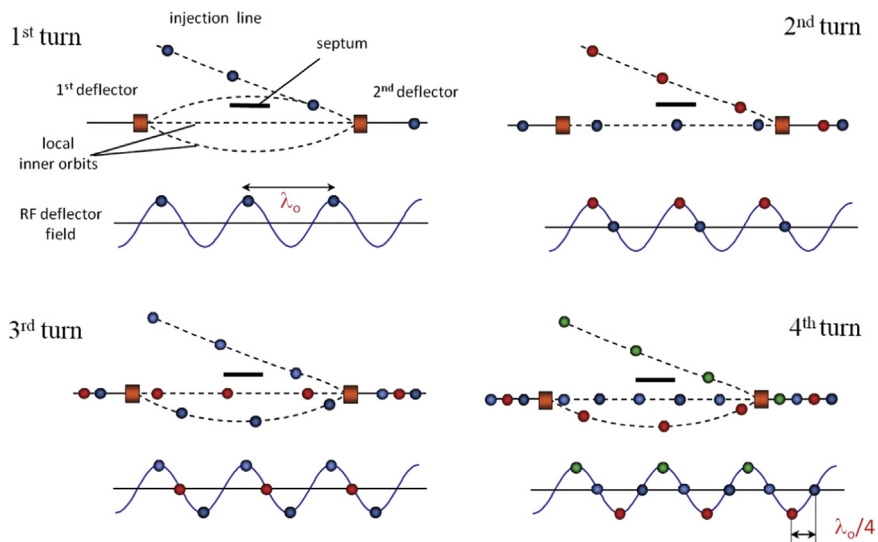 1st turn
injection line
septum
1st deflector
2nd deflector
local
inner orbits
λo
RF deflector
field
2nd turn
3rd turn
4th turn
λo/4